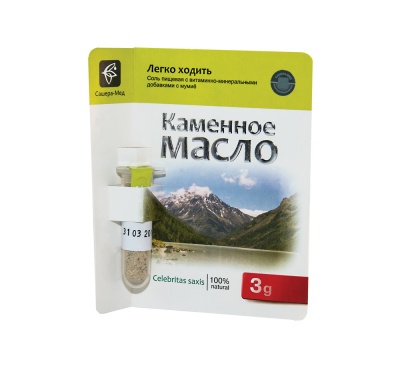 Сашера-Мед
Легко ходить
Соль пищевая с витаминно-минеральными
добавками с мумиё
Каменное
масло
31 03 20
Celebritas saxis
100%
natural
3g